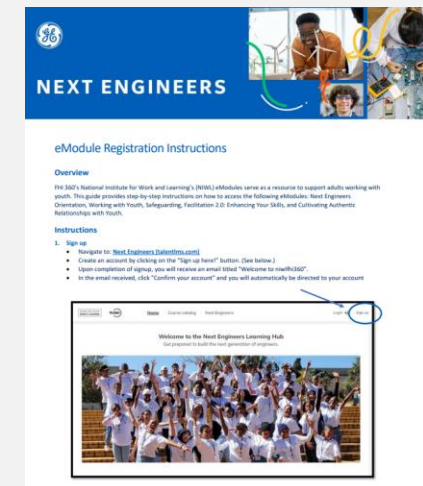 NEXT ENGINEERS
eModule Registration Instructions
Overview
FHI 360's National Institute for Work and Learning's (NIWL) eModules serve as a resource to support adults working with
youth. This guide provides step-by-step instructions on how to access the following eModules: Next Engineers
Orientation, Working with Youth, Safeguarding, Facilitation 2.0: Enhancing Your Skills, and Cultivating Authentic
Relationships with Youth.
Instructions
1. Sign up
• Navigate to: Next Engineers (talentlms.com)
• Create an account by clicking on the "Sign up here!" button. (See below.)
• Upon completion of signup, you will receive an email titled "Welcome to niwlfhi360".
• In the email received, click "Confirm your account" and you will automatically be directed to your account
Home Course catalog Next Engineers Login Sign up
Welcome to the Next Engineers Learning Hub
Get prepared to build the next generation of engineers.